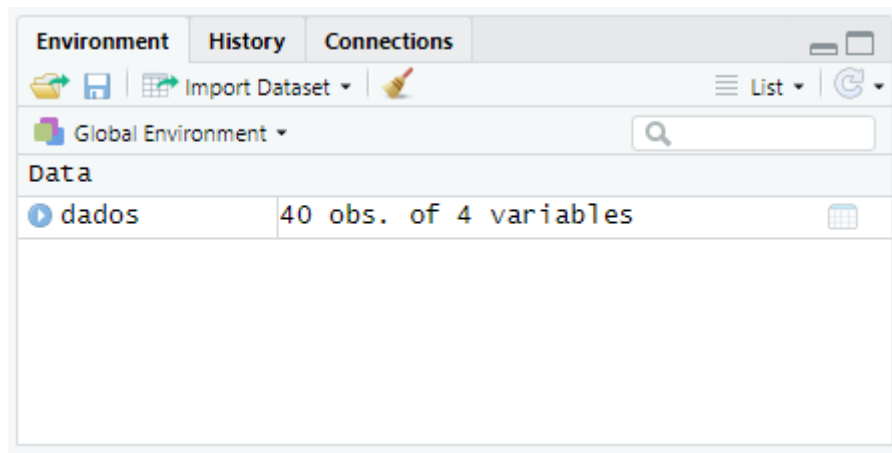 Environment History Connections
Import Dataset List
Global Environment
Data
dados 40 obs. of 4 variables